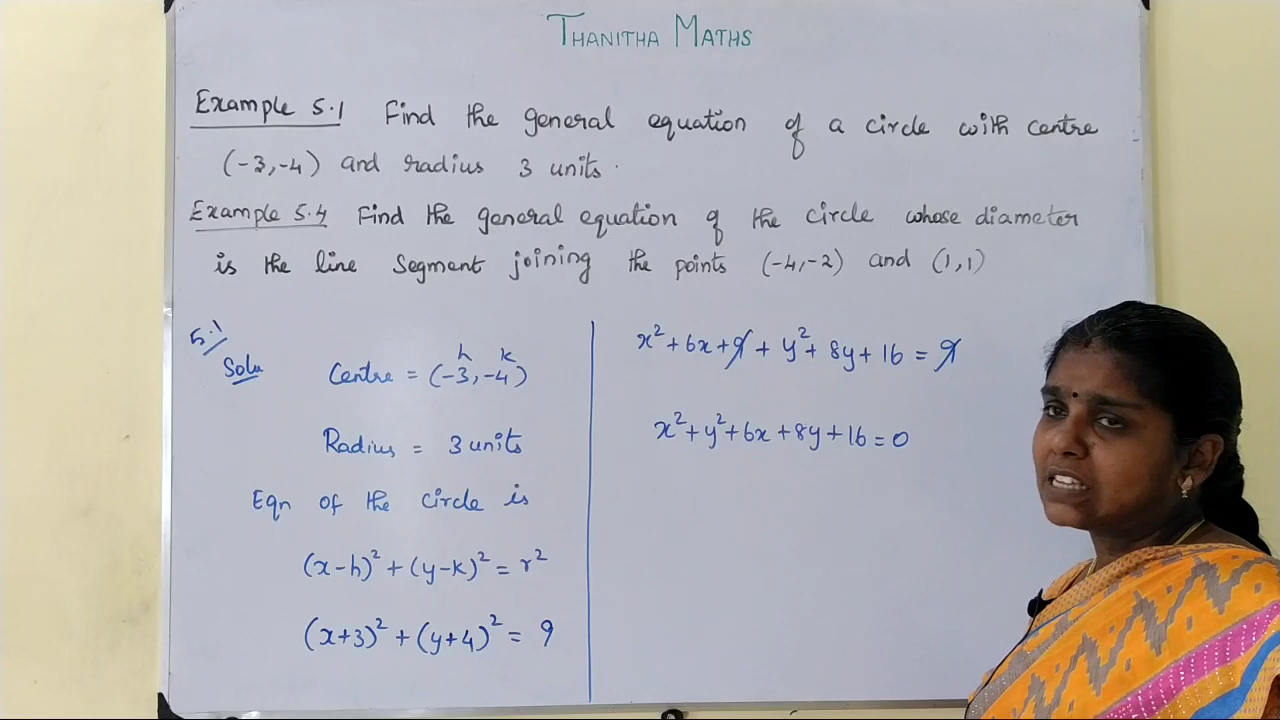 THANITHA MATHS
Example 5.1 Find the general equation of a circle with centre
(-3,-4) and radius 3 units.
Example 5.4 Find the general equation of the circle whose diameter
is the line segment joining the points (-4,-2) and (1,1)
5.1
Soln
h k
Centre = (-3,-4)
Radius = 3 units
Eqn of the circle is
(x-h)² + (y-k)² = r²
(x+3)² + (y+4)² = 9
x² + 6x + 9 + y² + 8y + 16 = 9
x² + y² + 6x + 8y + 16 = 0